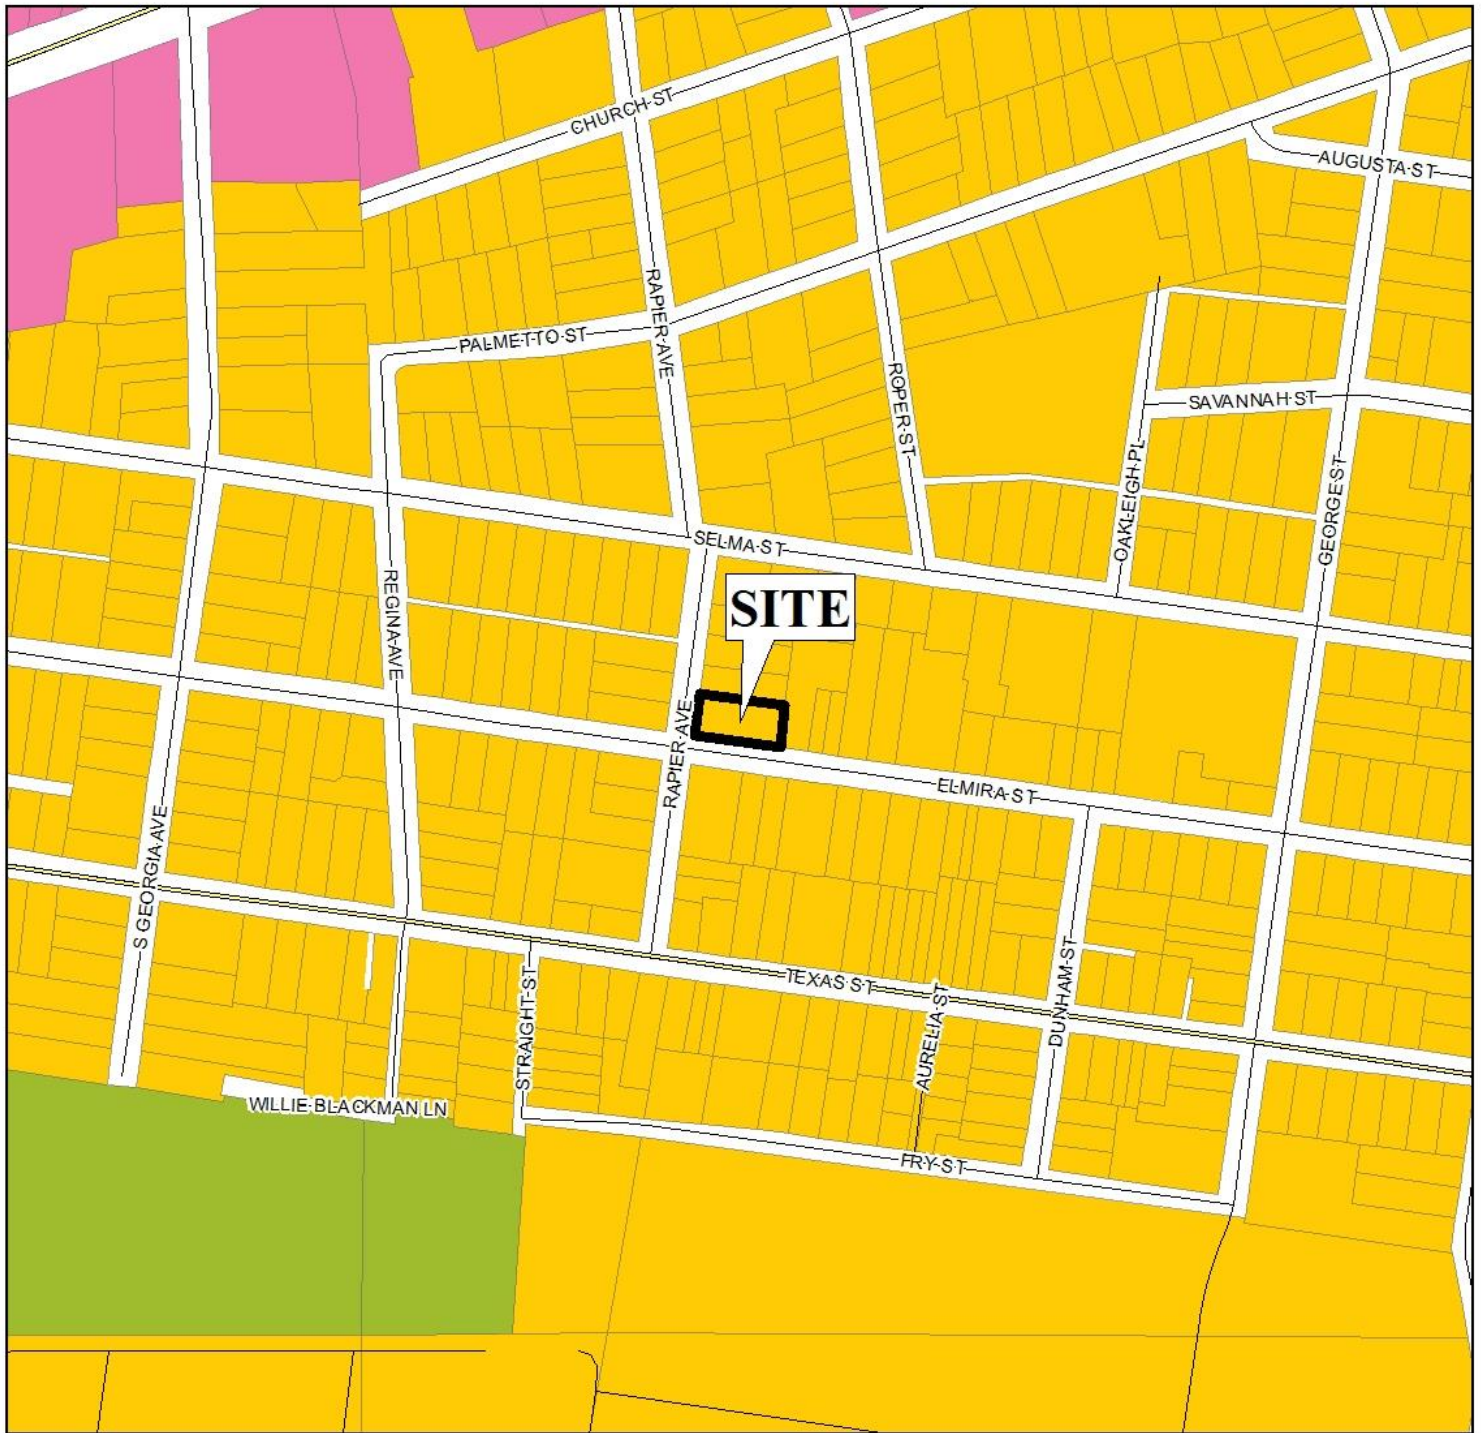 CHURCH ST
AUGUSTA ST
RAPIER AVE
PALMETTO ST
ROPER ST
SAVANNAH ST
OAKLEIGH PL
GEORGE ST
SELMA ST
REGINA AVE
SITE
RAPIER AVE
ELMIRA ST
S GEORGIA AVE
TEXAS ST
STRAIGHT ST
AURELIA ST
DUNHAM ST
WILLIE BLACKMAN LN
FRY ST